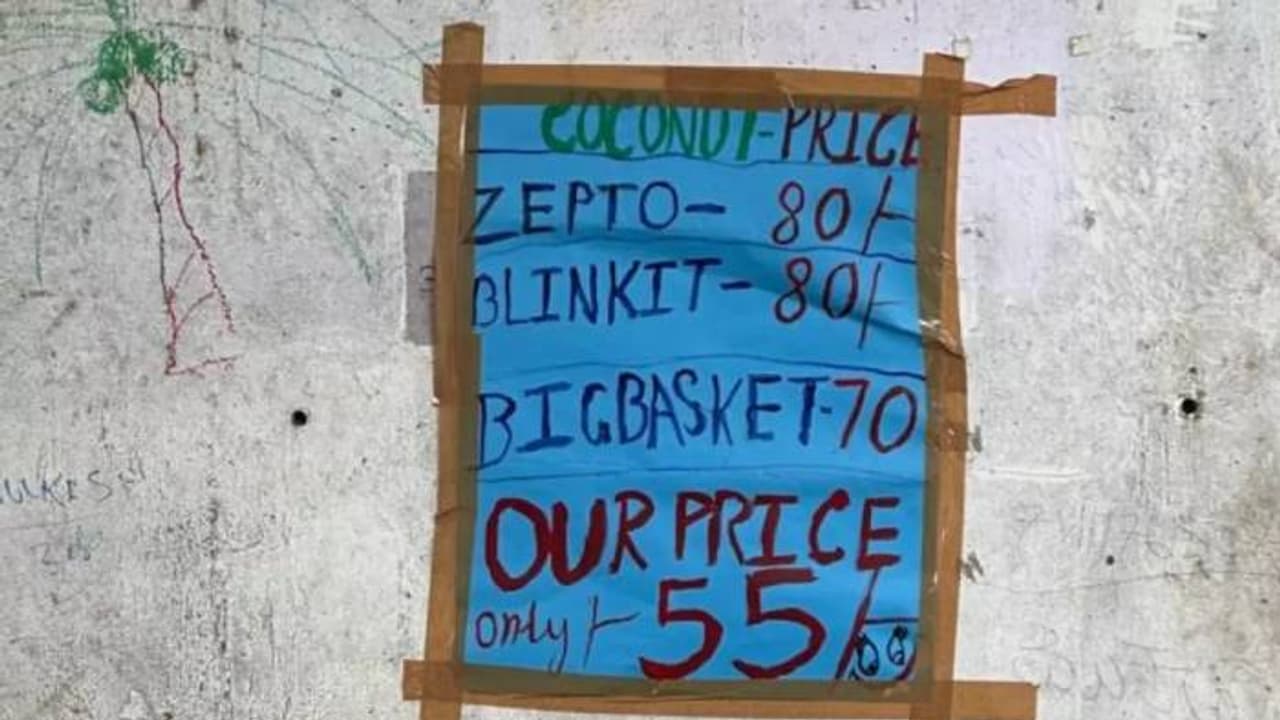 COCONUT-PRICE
ZEPTO- 80/-
BLINKIT- 80/-
BIGBASKET-70
OUR PRICE
only/- 55/-